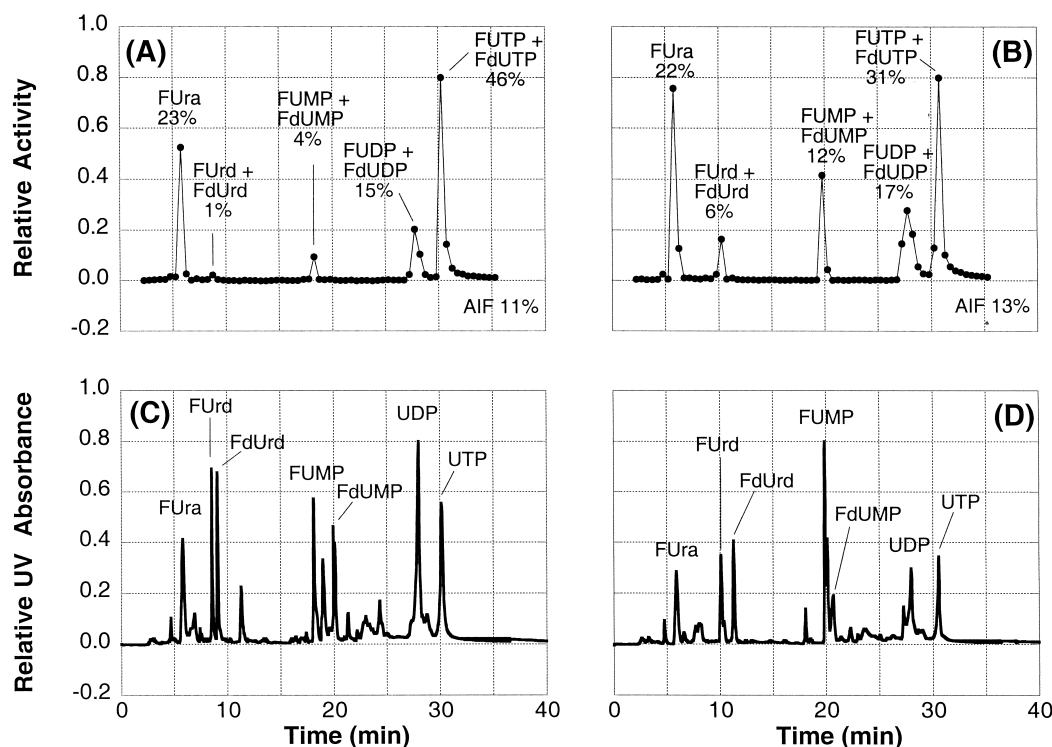 Relative Activity
1.0
0.8
0.6
0.4
0.2
0.0
-0.2
(A)
FUra
23%
FUrd +
FdUrd
1%
FUMP +
FdUMP
4%
FUDP +
FdUDP
15%
FUTP +
FdUTP
46%
AIF 11%
(B)
FUra
22%
FUrd +
FdUrd
6%
FUMP +
FdUMP
12%
FUDP +
FdUDP
17%
FUTP +
FdUTP
31%
AIF 13%
Relative UV Absorbance
1.0
0.8
0.6
0.4
0.2
0.0
-0.2
(C)
FUra
FUrd
FdUrd
FUMP
FdUMP
UDP
UTP
0 10 20 30 40
Time (min)
(D)
FUra
FUrd
FdUrd
FUMP
FdUMP
UDP
UTP
0 10 20 30 40
Time (min)